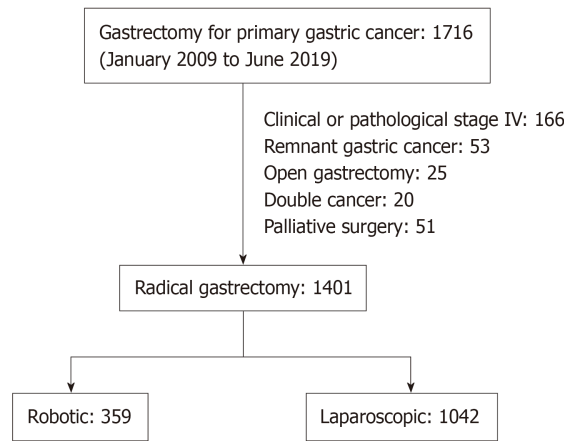 Gastrectomy for primary gastric cancer: 1716
(January 2009 to June 2019)
Clinical or pathological stage IV: 166
Remnant gastric cancer: 53
Open gastrectomy: 25
Double cancer: 20
Palliative surgery: 51
Radical gastrectomy: 1401
Robotic: 359
Laparoscopic: 1042